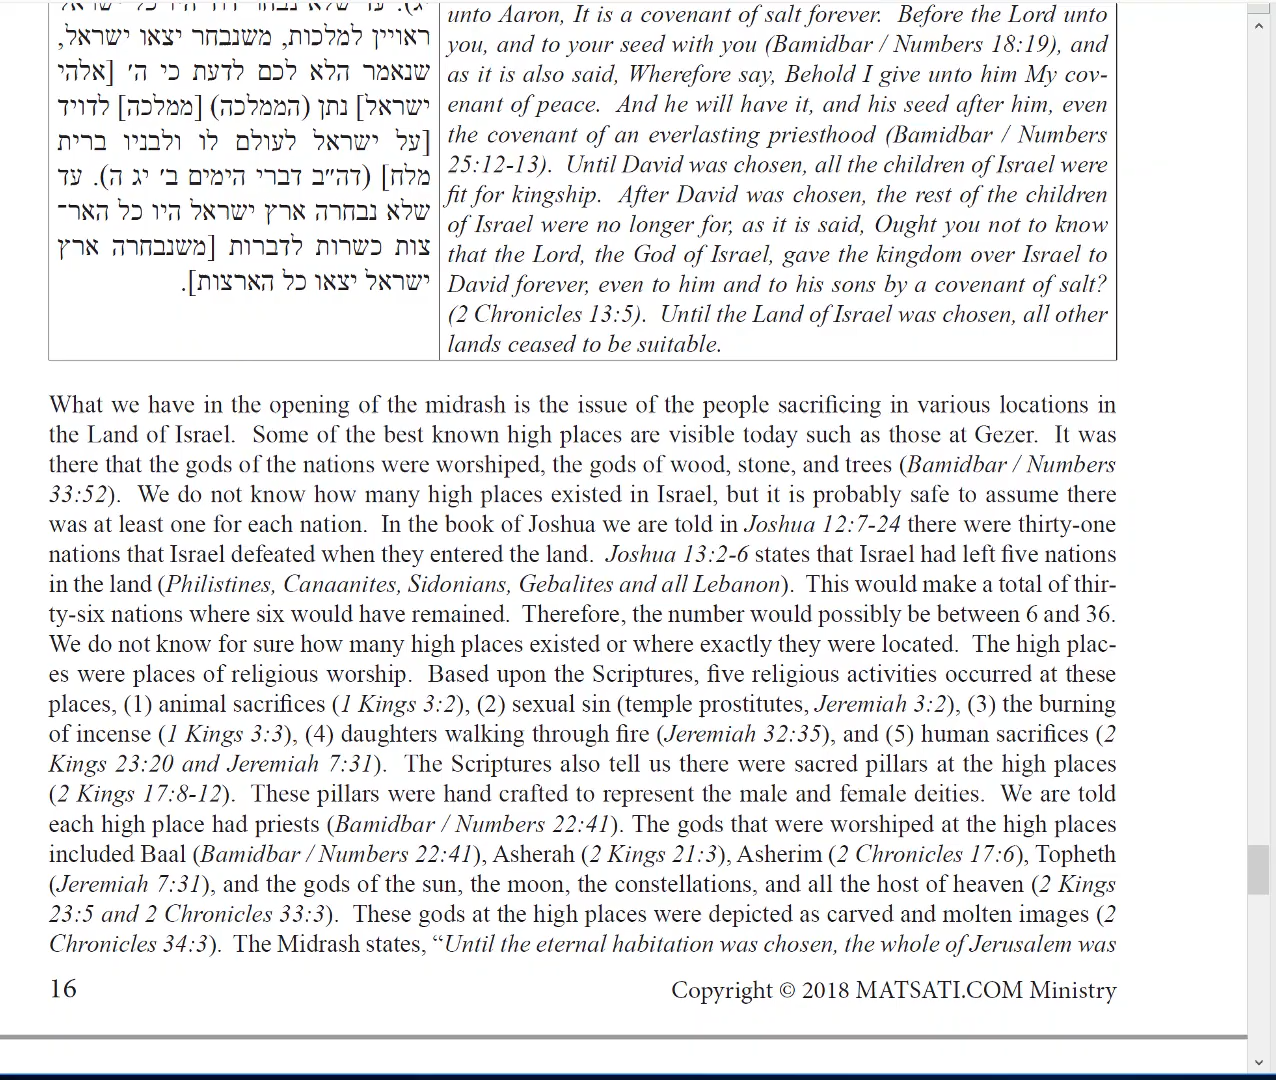 ראויין למלכות, משנבחר יצאו ישראל,
שנאמר הלא לכם לדעת כי ה׳ [אלהי
ישראל] נתן (הממלכה) [ממלכה] לדויד
[על ישראל לעולם לו ולבניו ברית
מלח] (דה״ב דברי הימים ב׳ יג ה). עד
שלא נבחרה ארץ ישראל היו כל האר־
צות כשרות לדברות [משנבחרה ארץ
ישראל יצאו כל הארצות].
unto Aaron, It is a covenant of salt forever. Before the Lord unto
you, and to your seed with you (Bamidbar / Numbers 18:19), and
as it is also said, Wherefore say, Behold I give unto him My cov-
enant of peace. And he will have it, and his seed after him, even
the covenant of an everlasting priesthood (Bamidbar / Numbers
25:12-13). Until David was chosen, all the children of Israel were
fit for kingship. After David was chosen, the rest of the children
of Israel were no longer for, as it is said, Ought you not to know
that the Lord, the God of Israel, gave the kingdom over Israel to
David forever, even to him and to his sons by a covenant of salt?
(2 Chronicles 13:5). Until the Land of Israel was chosen, all other
lands ceased to be suitable.
What we have in the opening of the midrash is the issue of the people sacrificing in various locations in
the Land of Israel. Some of the best known high places are visible today such as those at Gezer. It was
there that the gods of the nations were worshiped, the gods of wood, stone, and trees (Bamidbar / Numbers
33:52). We do not know how many high places existed in Israel, but it is probably safe to assume there
was at least one for each nation. In the book of Joshua we are told in Joshua 12:7-24 there were thirty-one
nations that Israel defeated when they entered the land. Joshua 13:2-6 states that Israel had left five nations
in the land (Philistines, Canaanites, Sidonians, Gebalites and all Lebanon). This would make a total of thir-
ty-six nations where six would have remained. Therefore, the number would possibly be between 6 and 36.
We do not know for sure how many high places existed or where exactly they were located. The high plac-
es were places of religious worship. Based upon the Scriptures, five religious activities occurred at these
places, (1) animal sacrifices (1 Kings 3:2), (2) sexual sin (temple prostitutes, Jeremiah 3:2), (3) the burning
of incense (1 Kings 3:3), (4) daughters walking through fire (Jeremiah 32:35), and (5) human sacrifices (2
Kings 23:20 and Jeremiah 7:31). The Scriptures also tell us there were sacred pillars at the high places
(2 Kings 17:8-12). These pillars were hand crafted to represent the male and female deities. We are told
each high place had priests (Bamidbar / Numbers 22:41). The gods that were worshiped at the high places
included Baal (Bamidbar / Numbers 22:41), Asherah (2 Kings 21:3), Asherim (2 Chronicles 17:6), Topheth
(Jeremiah 7:31), and the gods of the sun, the moon, the constellations, and all the host of heaven (2 Kings
23:5 and 2 Chronicles 33:3). These gods at the high places were depicted as carved and molten images (2
Chronicles 34:3). The Midrash states, “Until the eternal habitation was chosen, the whole of Jerusalem was
16
Copyright © 2018 MATSATI.COM Ministry